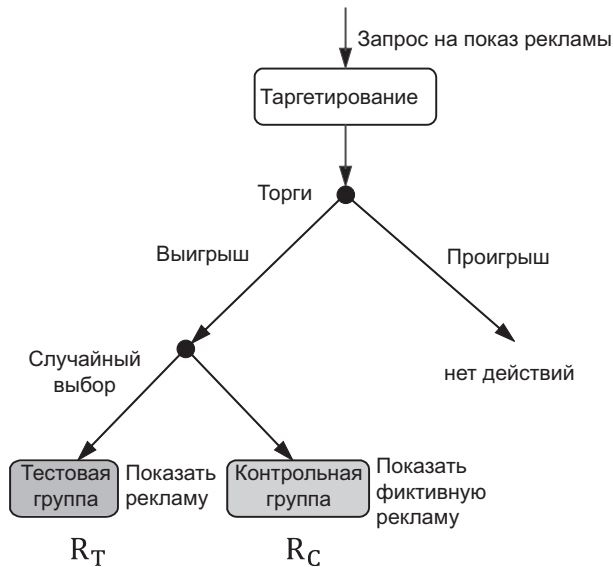 Запрос на показ рекламы
Таргетирование
Торги
Выигрыш
Проигрыш
Случайный
выбор
нет действий
Тестовая
группа
Показать
рекламу
Контрольная
группа
Показать
фиктивную
рекламу
R_T
R_C